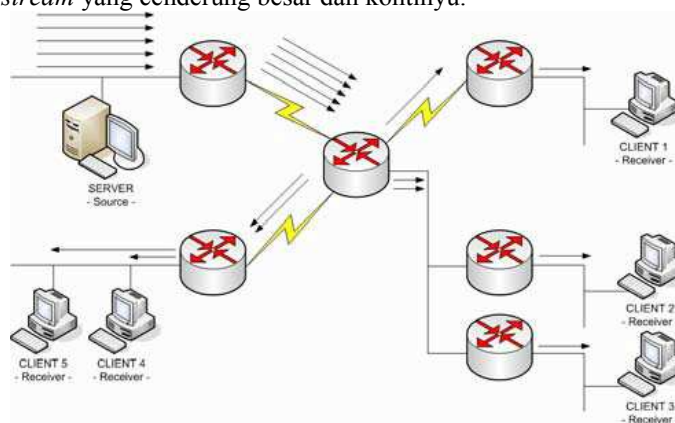 stream yang cenderung besar dan kontinyu.
SERVER
- Source -
CLIENT 1
- Receiver -
CLIENT 2
- Receiver
CLIENT 5
- Receiver -
CLIENT 4
- Receiver -
CLIENT 3
- Receiver -